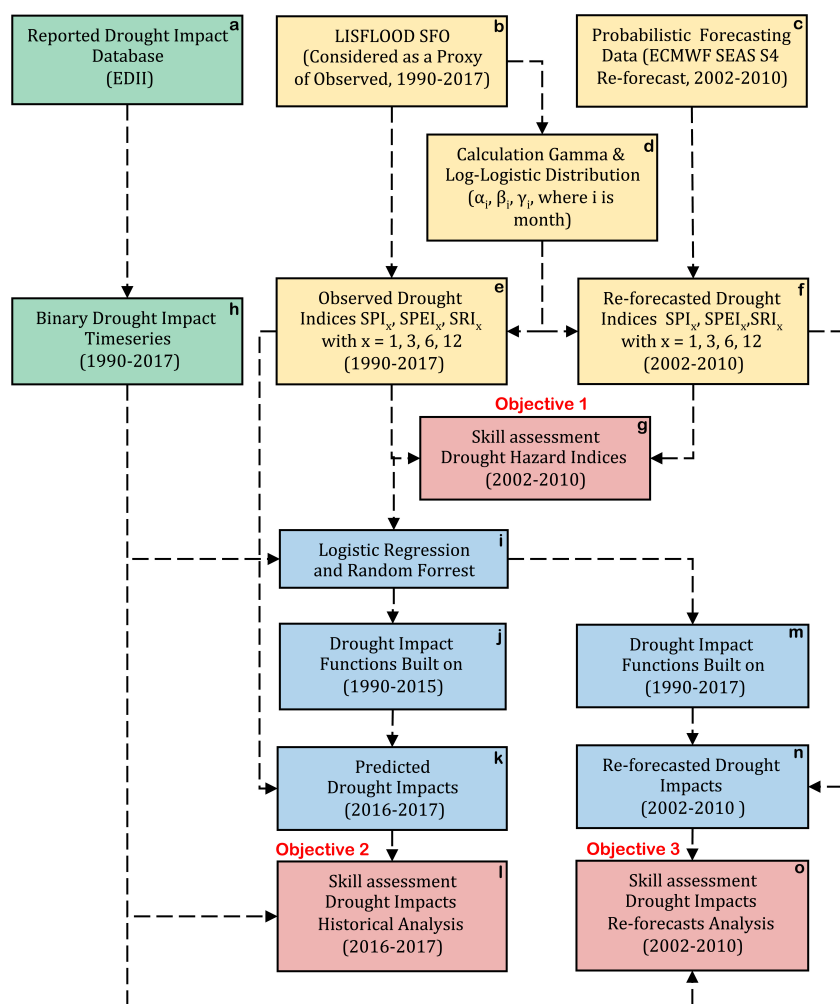 a
Reported Drought Impact
Database
(EDII)
b
LISFLOOD SFO
(Considered as a Proxy
of Observed, 1990-2017)
c
Probabilistic Forecasting
Data (ECMWF SEAS S4
Re-forecast, 2002-2010)
d
Calculation Gamma &
Log-Logistic Distribution
(αᵢ, βᵢ, γᵢ, where i is
month)
h
Binary Drought Impact
Timeseries
(1990-2017)
e
Observed Drought
Indices SPIₓ, SPEIₓ, SRIₓ
with x = 1, 3, 6, 12
(1990-2017)
f
Re-forecasted Drought
Indices SPIₓ, SPEIₓ,SRIₓ
with x = 1, 3, 6, 12
(2002-2010)
Objective 1
g
Skill assessment
Drought Hazard Indices
(2002-2010)
i
Logistic Regression
and Random Forrest
j
Drought Impact
Functions Built on
(1990-2015)
m
Drought Impact
Functions Built on
(1990-2017)
k
Predicted
Drought Impacts
(2016-2017)
n
Re-forecasted Drought
Impacts
(2002-2010 )
Objective 2
l
Skill assessment
Drought Impacts
Historical Analysis
(2016-2017)
Objective 3
o
Skill assessment
Drought Impacts
Re-forecasts Analysis
(2002-2010)